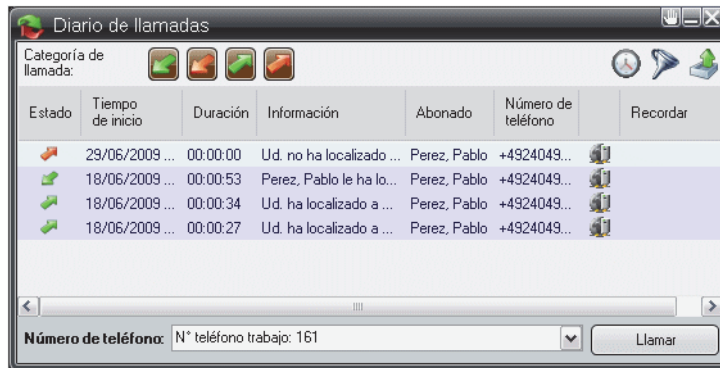 Diario de llamadas
Categoría de
llamada:
Estado Tiempo de inicio Duración Información Abonado Número de teléfono Recordar
29/06/2009 ... 00:00:00 Ud. no ha localizado ... Perez, Pablo +4924049...
18/06/2009 ... 00:00:53 Perez, Pablo le ha lo... Perez, Pablo +4924049...
18/06/2009 ... 00:00:34 Ud. ha localizado a ... Perez, Pablo +4924049...
18/06/2009 ... 00:00:27 Ud. ha localizado a ... Perez, Pablo +4924049...
Número de teléfono: N° teléfono trabajo: 161 Llamar